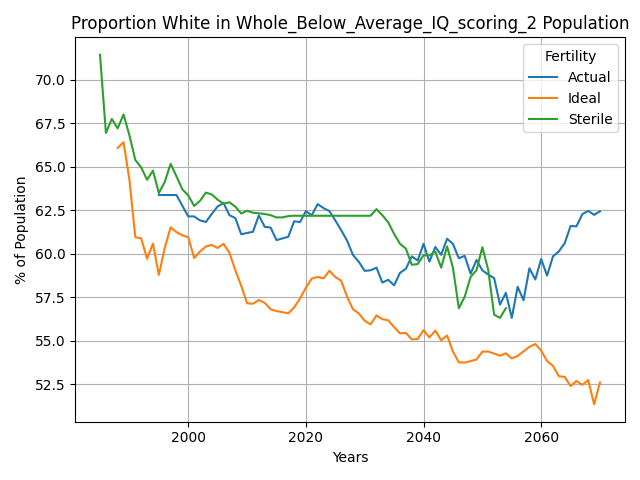 Proportion White in Whole_Below_Average_IQ_scoring_2 Population
% of Population
70.0
67.5
65.0
62.5
60.0
57.5
55.0
52.5
Fertility
Actual
Ideal
Sterile
2000
2020
2040
2060
Years